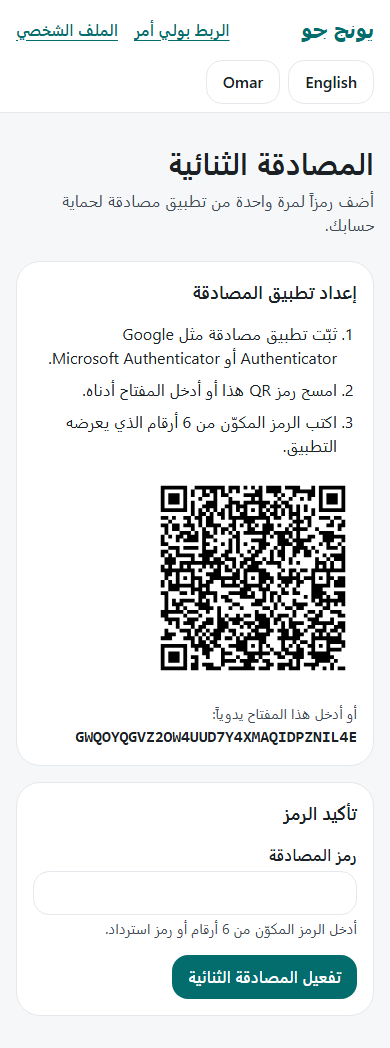 يونج جو
الربط بولي أمر
الملف الشخصي
English
Omar
المصادقة الثنائية
أضف رمزاً لمرة واحدة من تطبيق مصادقة لحماية
حسابك.
إعداد تطبيق المصادقة
1. ثبّت تطبيق مصادقة مثل Google
Authenticator أو Microsoft Authenticator.
2. امسح رمز QR هذا أو أدخل المفتاح أدناه.
3. اكتب الرمز المكوّن من 6 أرقام الذي يعرضه
التطبيق.
أو أدخل هذا المفتاح يدوياً:
GWQOYQGVZ2OW4UUD7Y4XMAQIDPZNIL4E
تأكيد الرمز
رمز المصادقة
أدخل الرمز المكوّن من 6 أرقام أو رمز استرداد.
تفعيل المصادقة الثنائية